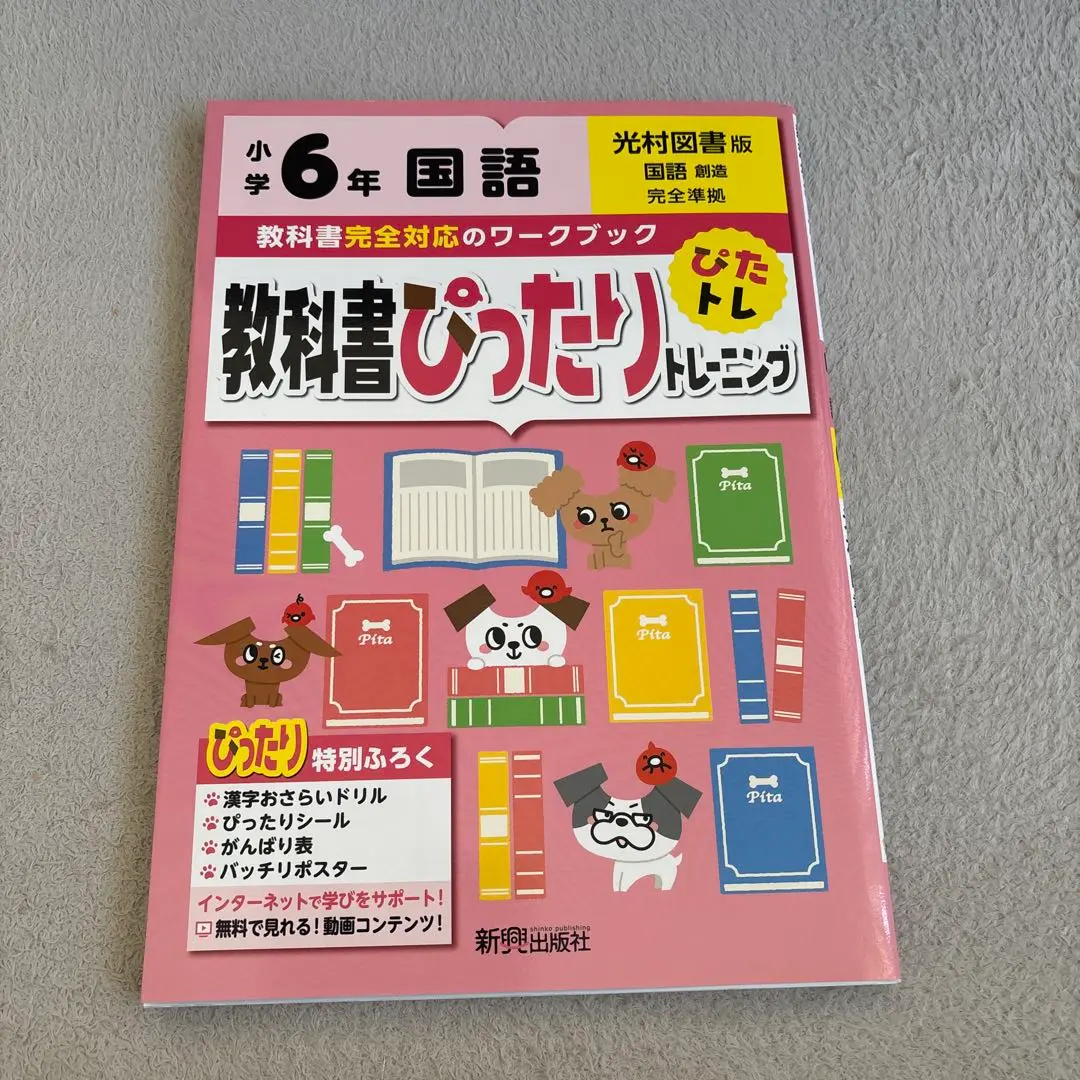 小学6年 国語
光村図書版
国語 創造
完全準拠
教科書完全対応のワークブック
ぴた
トレ
教科書ぴったりトレーニング
Pita
Pita
Pita
Pita
ぴったり特別ふろく
漢字おさらいドリル
ぴったりシール
がんばり表
バッチリポスター
インターネットで学びをサポート!
無料で見れる!動画コンテンツ!
shinko publishing
新興出版社